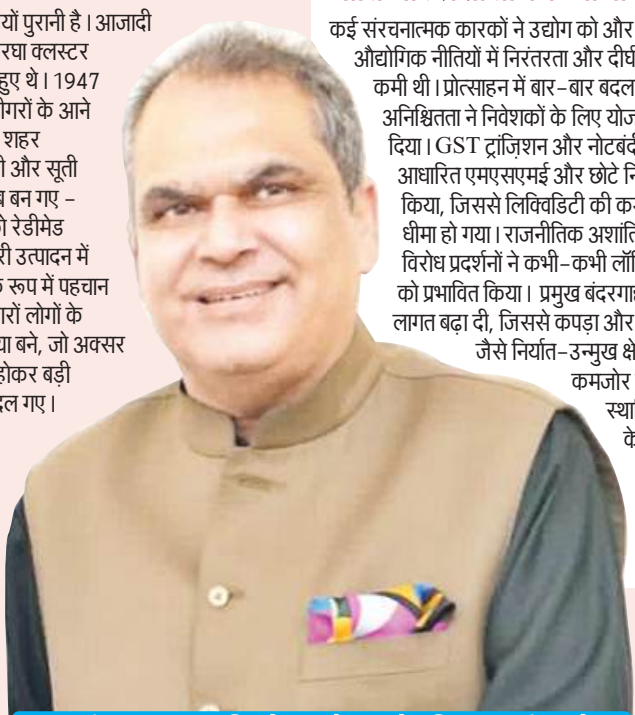 यों पुरानी है। आजादी
रघा क्लस्टर
हुए थे। 1947
ीगरों के आने
शहर
ी और सूती
ब बन गए –
ो रेडीमेड
री उत्पादन में
े रूप में पहचान
ारों लोगों के
या बने, जो अक्सर
होकर बड़ी
दल गए।
कई संरचनात्मक कारकों ने उद्योग को और
औद्योगिक नीतियों में निरंतरता और दीर्घ
कमी थी। प्रोत्साहन में बार-बार बदल
अनिश्चितता ने निवेशकों के लिए योज
दिया। GST ट्रांज़िशन और नोटबंदी
आधारित एमएसएमई और छोटे नि
किया, जिससे लिक्विडिटी की कम
धीमा हो गया। राजनीतिक अशांति
विरोध प्रदर्शनों ने कभी-कभी लॉजि
को प्रभावित किया। प्रमुख बंदरगाह
लागत बढ़ा दी, जिससे कपड़ा और
जैसे निर्यात-उन्मुख क्षे
कमजोर
स्थि
के